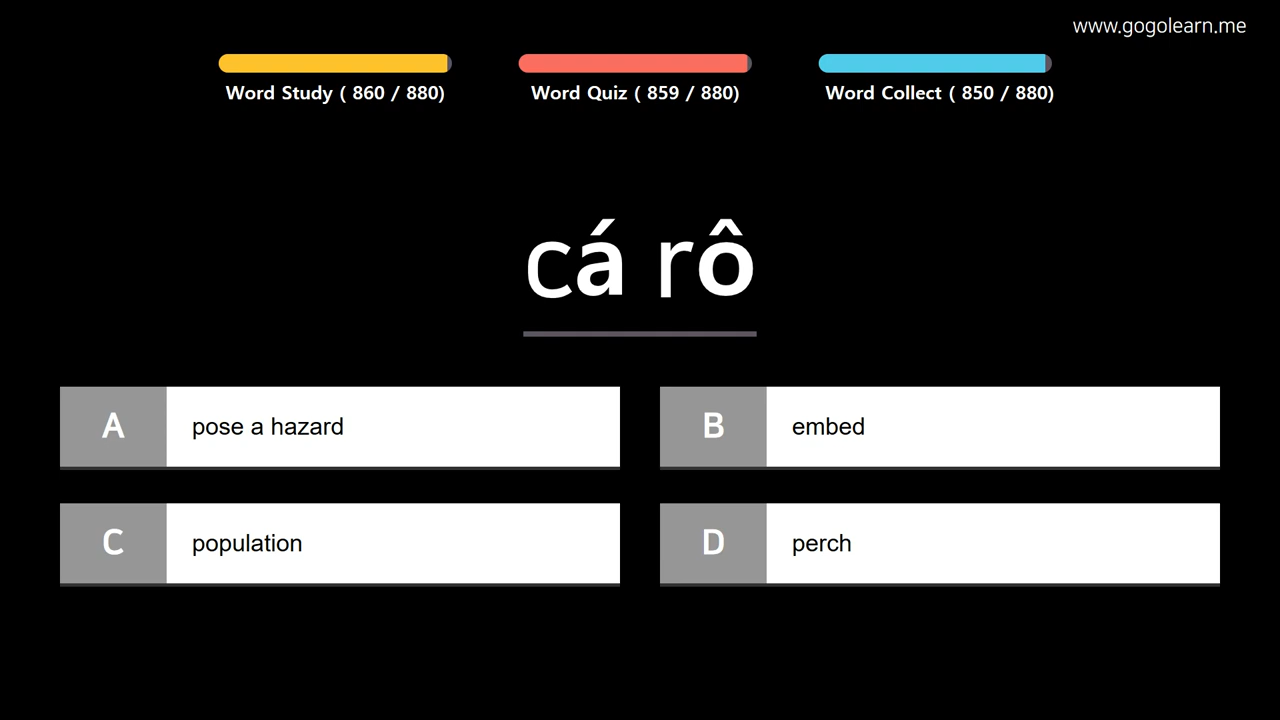 www.gogolearn.me
Word Study ( 860 / 880)
Word Quiz ( 859 / 880)
Word Collect ( 850 / 880)
cá rô
A pose a hazard
B embed
C population
D perch